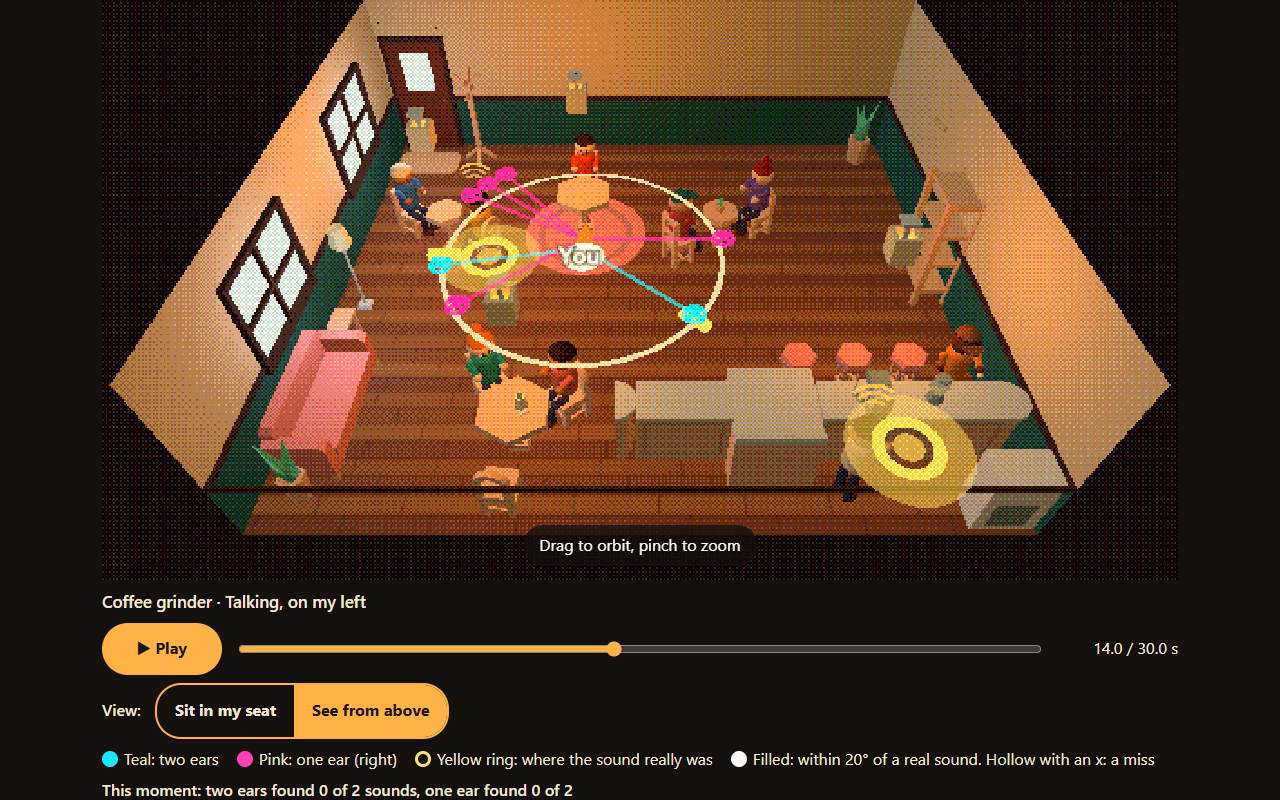 You
Drag to orbit, pinch to zoom
Coffee grinder · Talking, on my left
▶ Play
14.0 / 30.0 s
View:
Sit in my seat
See from above
Teal: two ears
Pink: one ear (right)
Yellow ring: where the sound really was
Filled: within 20° of a real sound. Hollow with an x: a miss
This moment: two ears found 0 of 2 sounds, one ear found 0 of 2